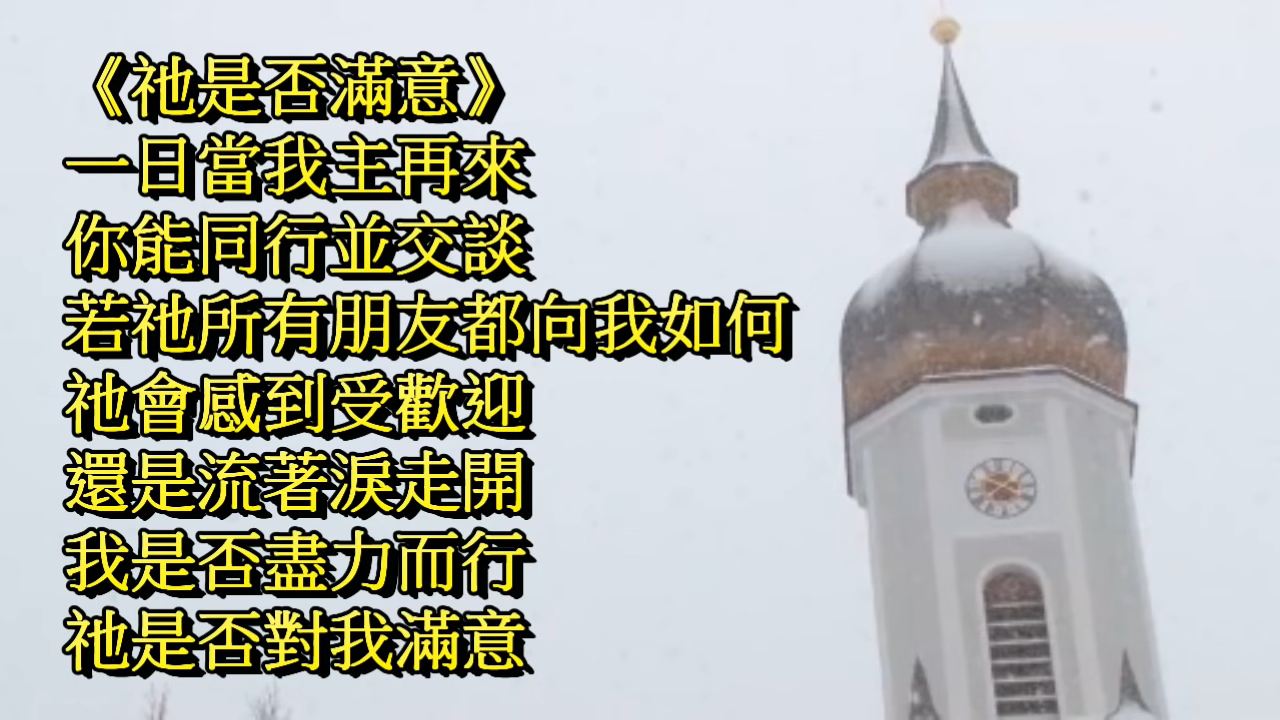 《祂是否滿意》
一日當我主再來
你能同行並交談
若祂所有朋友都向我如何
祂會感到受歡迎
還是流著淚走開
我是否盡力而行
祂是否對我滿意